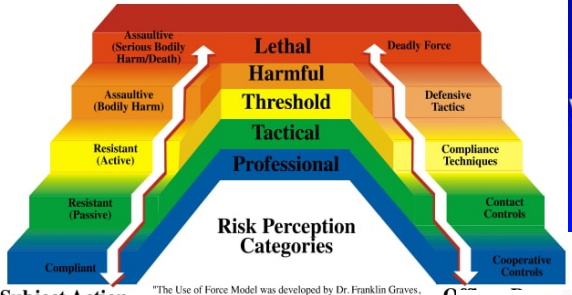 Assaultive
(Serious Bodily
Harm/Death)
Lethal
Deadly Force
Harmful
Assaultive
(Bodily Harm)
Defensive
Tactics
Threshold
Resistant
(Active)
Tactical
Compliance
Techniques
Professional
Resistant
(Passive)
Contact
Controls
Risk Perception
Categories
Compliant
Cooperative
Controls
Subject Action
"The Use of Force Model was developed by Dr. Franklin Graves,